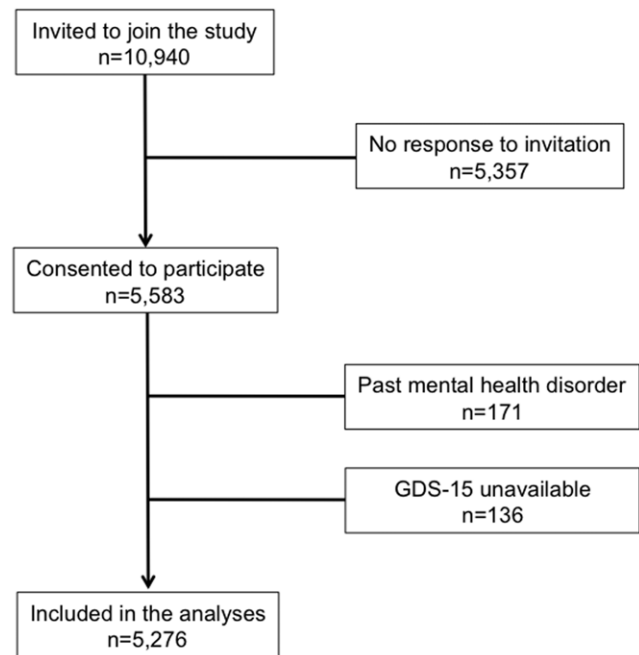 Invited to join the study
n=10,940
No response to invitation
n=5,357
Consented to participate
n=5,583
Past mental health disorder
n=171
GDS-15 unavailable
n=136
Included in the analyses
n=5,276